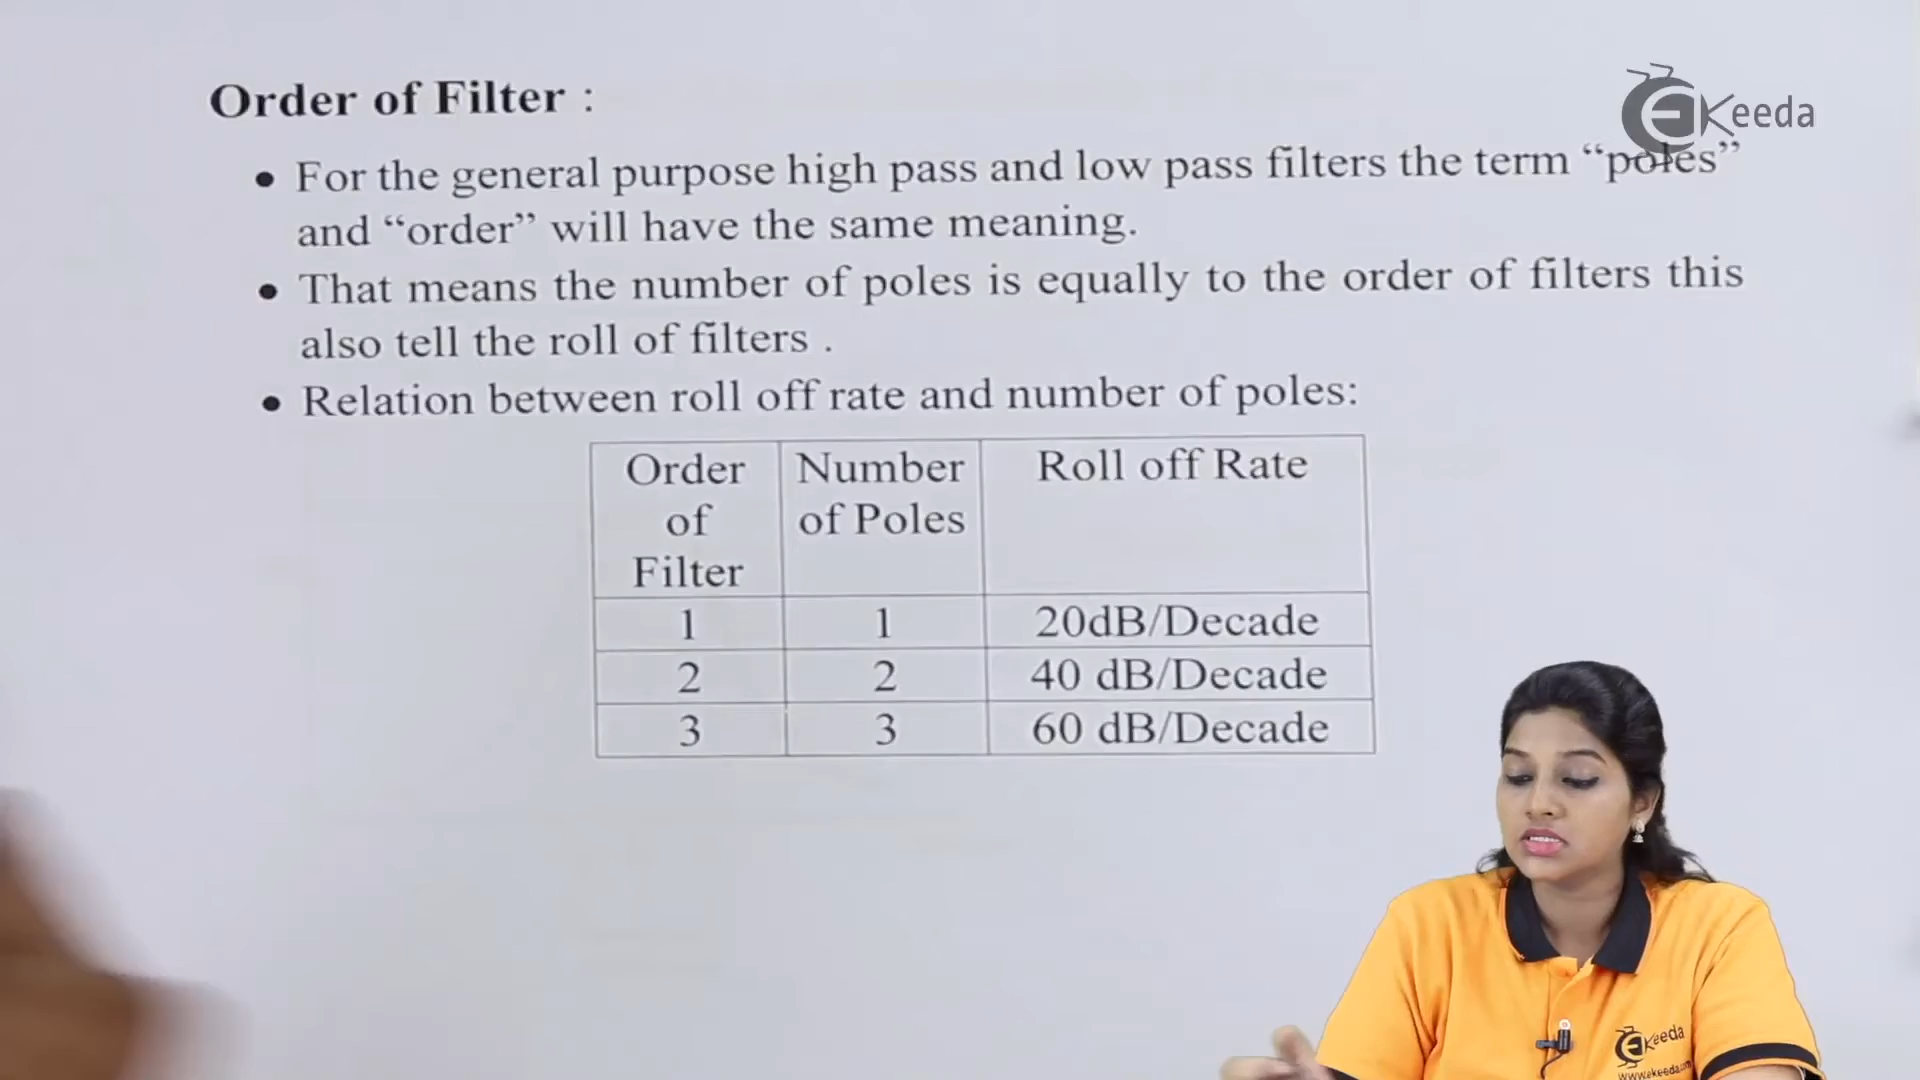 Order of Filter :
Keeda
• For the general purpose high pass and low pass filters the term “poles”
and “order” will have the same meaning.
• That means the number of poles is equally to the order of filters this
also tell the roll of filters .
• Relation between roll off rate and number of poles:
Order of Filter Number of Poles Roll off Rate
1 1 20dB/Decade
2 2 40 dB/Decade
3 3 60 dB/Decade
Keeda
www.ekeeda.com